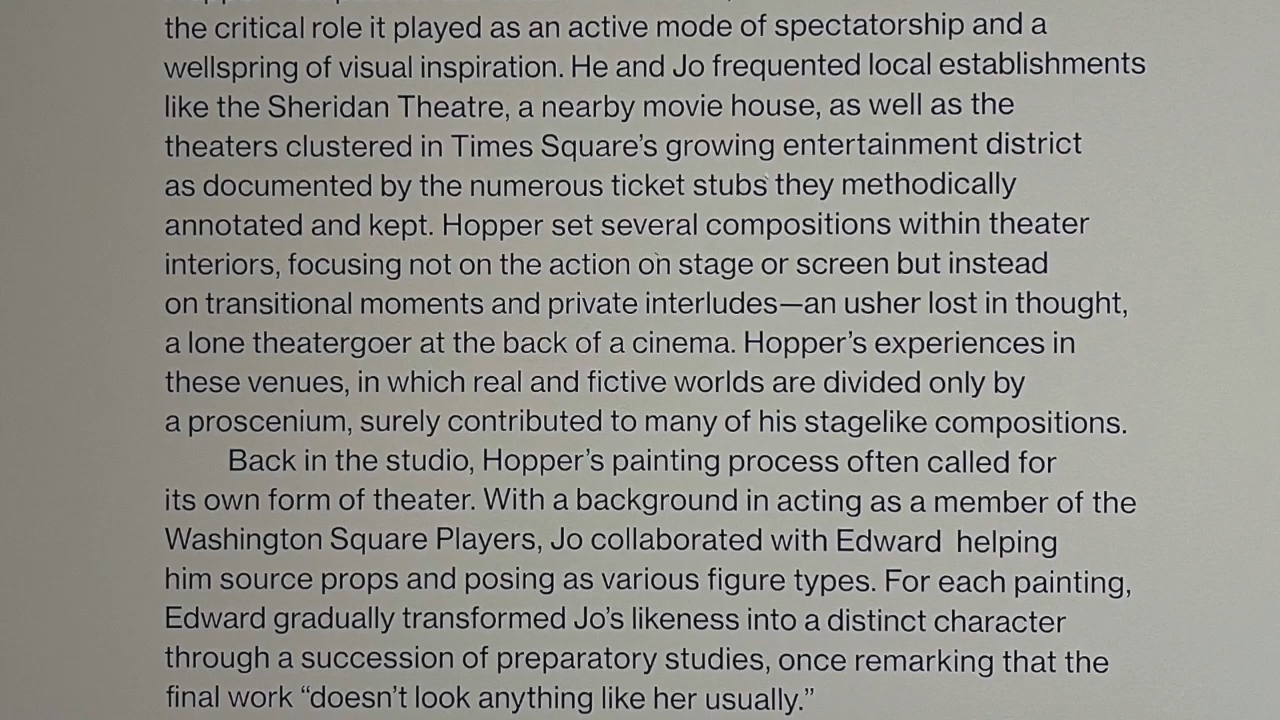 the critical role it played as an active mode of spectatorship and a
wellspring of visual inspiration. He and Jo frequented local establishments
like the Sheridan Theatre, a nearby movie house, as well as the
theaters clustered in Times Square’s growing entertainment district
as documented by the numerous ticket stubs they methodically
annotated and kept. Hopper set several compositions within theater
interiors, focusing not on the action on stage or screen but instead
on transitional moments and private interludes—an usher lost in thought,
a lone theatergoer at the back of a cinema. Hopper’s experiences in
these venues, in which real and fictive worlds are divided only by
a proscenium, surely contributed to many of his stagelike compositions.
Back in the studio, Hopper’s painting process often called for
its own form of theater. With a background in acting as a member of the
Washington Square Players, Jo collaborated with Edward  helping
him source props and posing as various figure types. For each painting,
Edward gradually transformed Jo’s likeness into a distinct character
through a succession of preparatory studies, once remarking that the
final work “doesn’t look anything like her usually.”